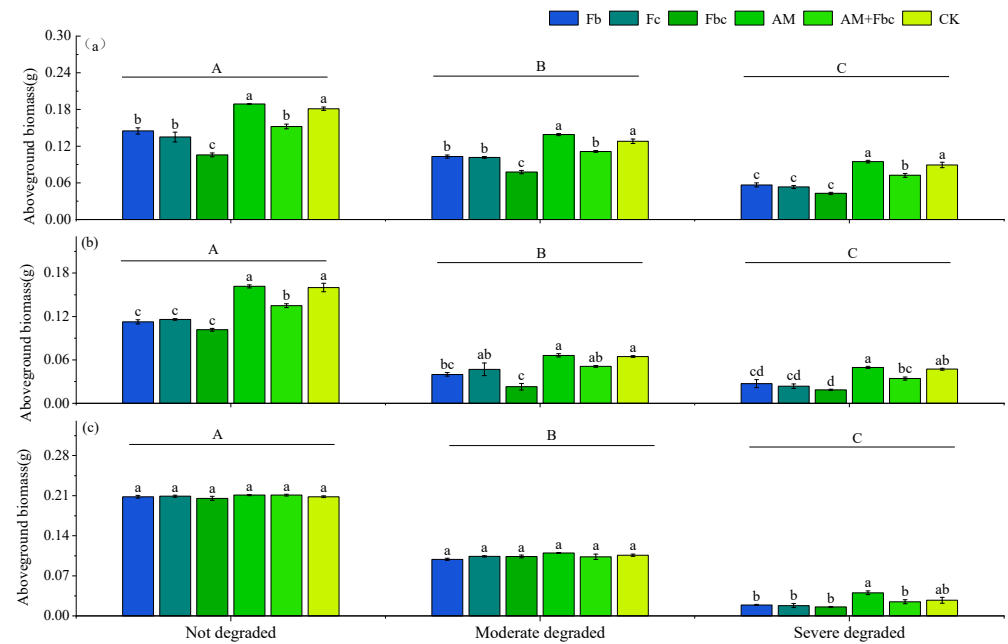 Fb Fc Fbc AM AM+Fbc CK
(a)
Aboveground biomass(g)
0.30
0.24
0.18
0.12
0.06
0.00
A
B
C
b b c a b a
b b c a b a
c c c a b a
(b)
Aboveground biomass(g)
0.18
0.12
0.06
0.00
A
B
C
c c c a b a
bc ab c a ab a
cd cd d a bc ab
(c)
Aboveground biomass(g)
0.28
0.21
0.14
0.07
0.00
A
B
C
a a a a a a
a a a a a a
b b b a b ab
Not degraded Moderate degraded Severe degraded